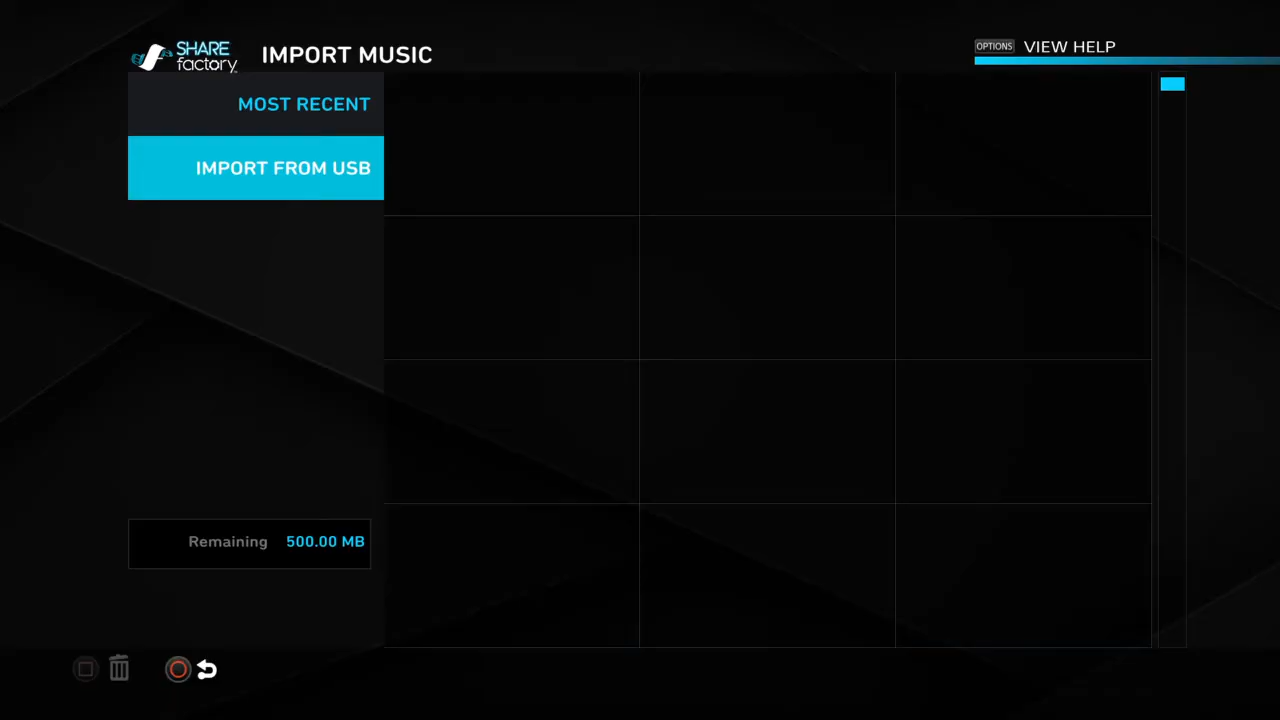 SHARE
factory
IMPORT MUSIC
OPTIONS VIEW HELP
MOST RECENT
IMPORT FROM USB
Remaining 500.00 MB